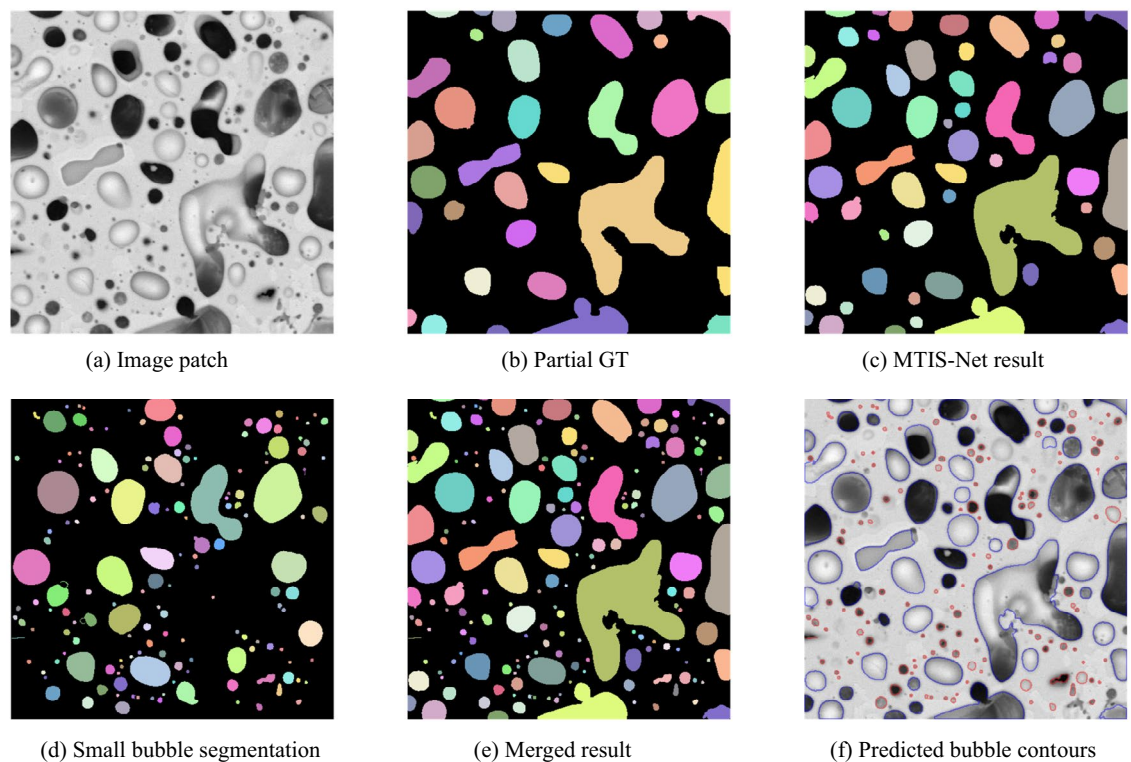 (a) Image patch
(b) Partial GT
(c) MTIS-Net result
(d) Small bubble segmentation
(e) Merged result
(f) Predicted bubble contours